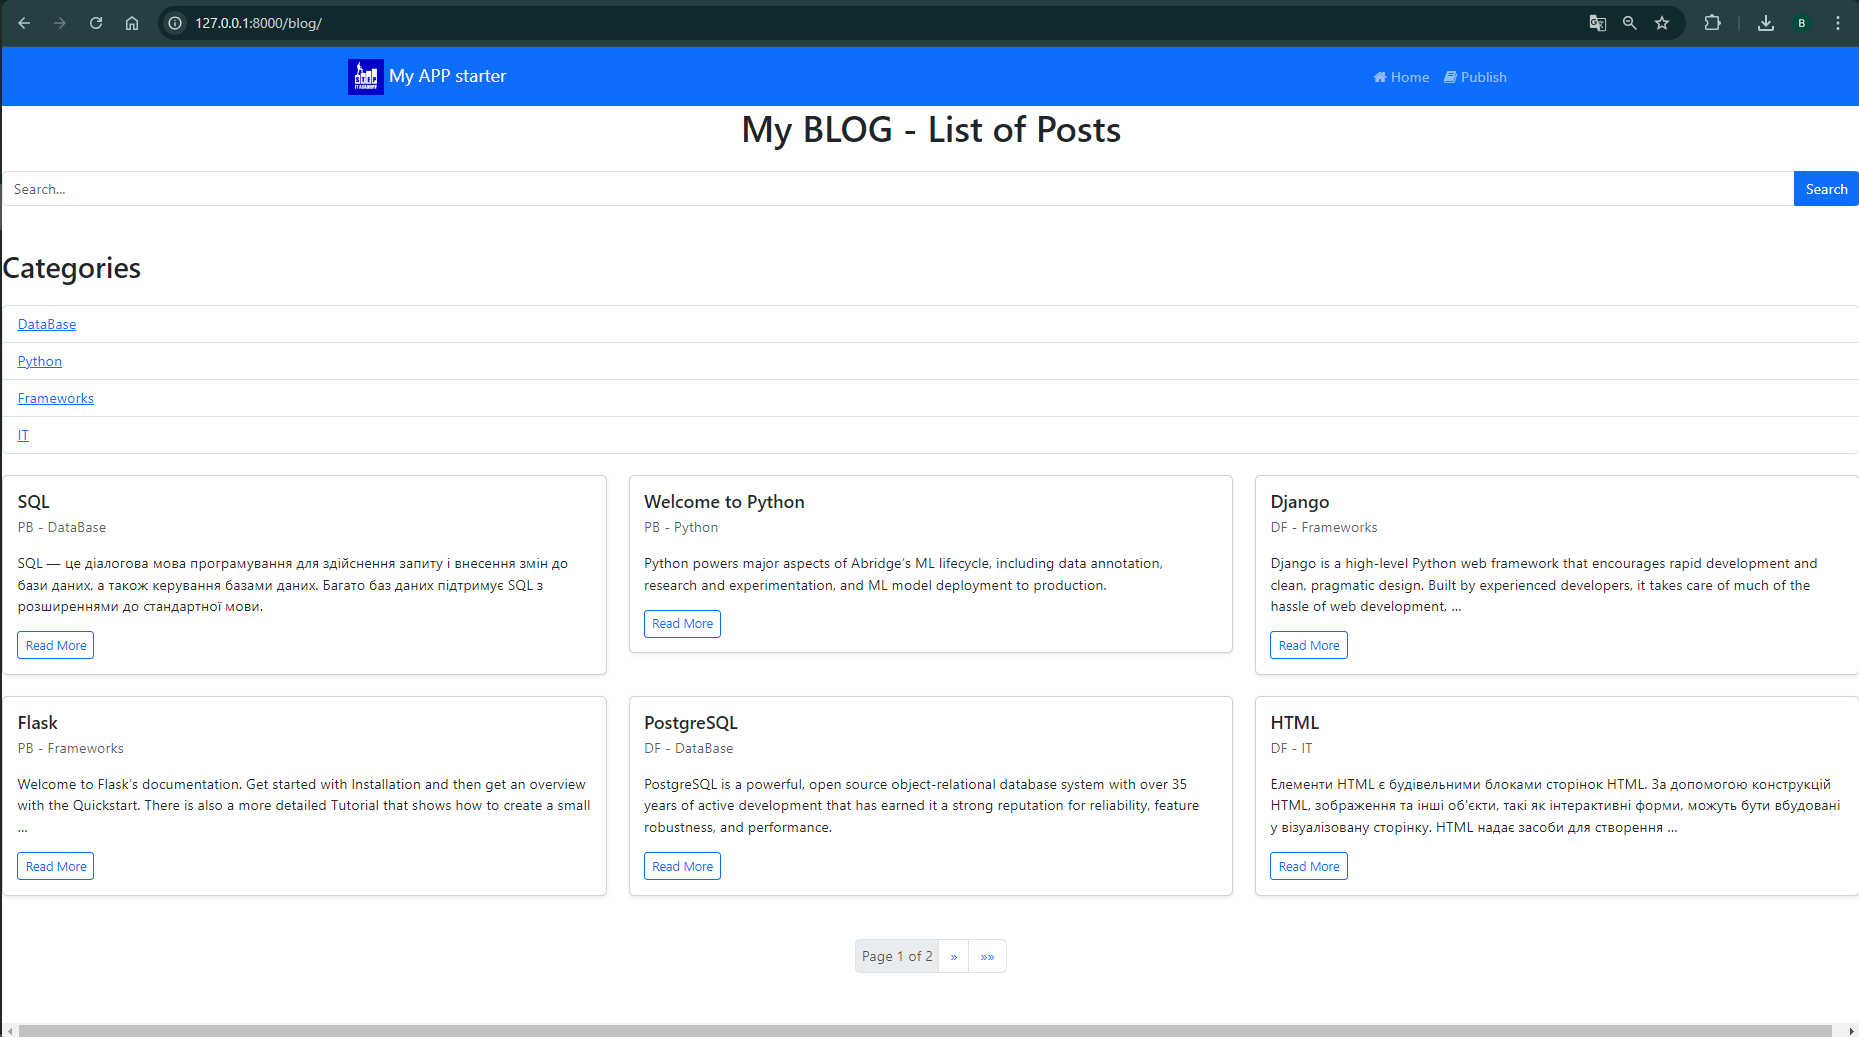 127.0.0.1:8000/blog/
B
STEP
IT ACADEMY
My APP starter
Home
Publish
My BLOG - List of Posts
Search...
Search
Categories
DataBase
Python
Frameworks
IT
SQL
PB - DataBase
SQL — це діалогова мова програмування для здійснення запиту і внесення змін до
бази даних, а також керування базами даних. Багато баз даних підтримує SQL з
розширеннями до стандартної мови.
Read More
Welcome to Python
PB - Python
Python powers major aspects of Abridge's ML lifecycle, including data annotation,
research and experimentation, and ML model deployment to production.
Read More
Django
DF - Frameworks
Django is a high-level Python web framework that encourages rapid development and
clean, pragmatic design. Built by experienced developers, it takes care of much of the
hassle of web development, …
Read More
Flask
PB - Frameworks
Welcome to Flask's documentation. Get started with Installation and then get an overview
with the Quickstart. There is also a more detailed Tutorial that shows how to create a small
…
Read More
PostgreSQL
DF - DataBase
PostgreSQL is a powerful, open source object-relational database system with over 35
years of active development that has earned it a strong reputation for reliability, feature
robustness, and performance.
Read More
HTML
DF - IT
Елементи HTML є будівельними блоками сторінок HTML. За допомогою конструкцій
HTML, зображення та інші об'єкти, такі як інтерактивні форми, можуть бути вбудовані
у візуалізовану сторінку. HTML надає засоби для створення …
Read More
Page 1 of 2 » »»